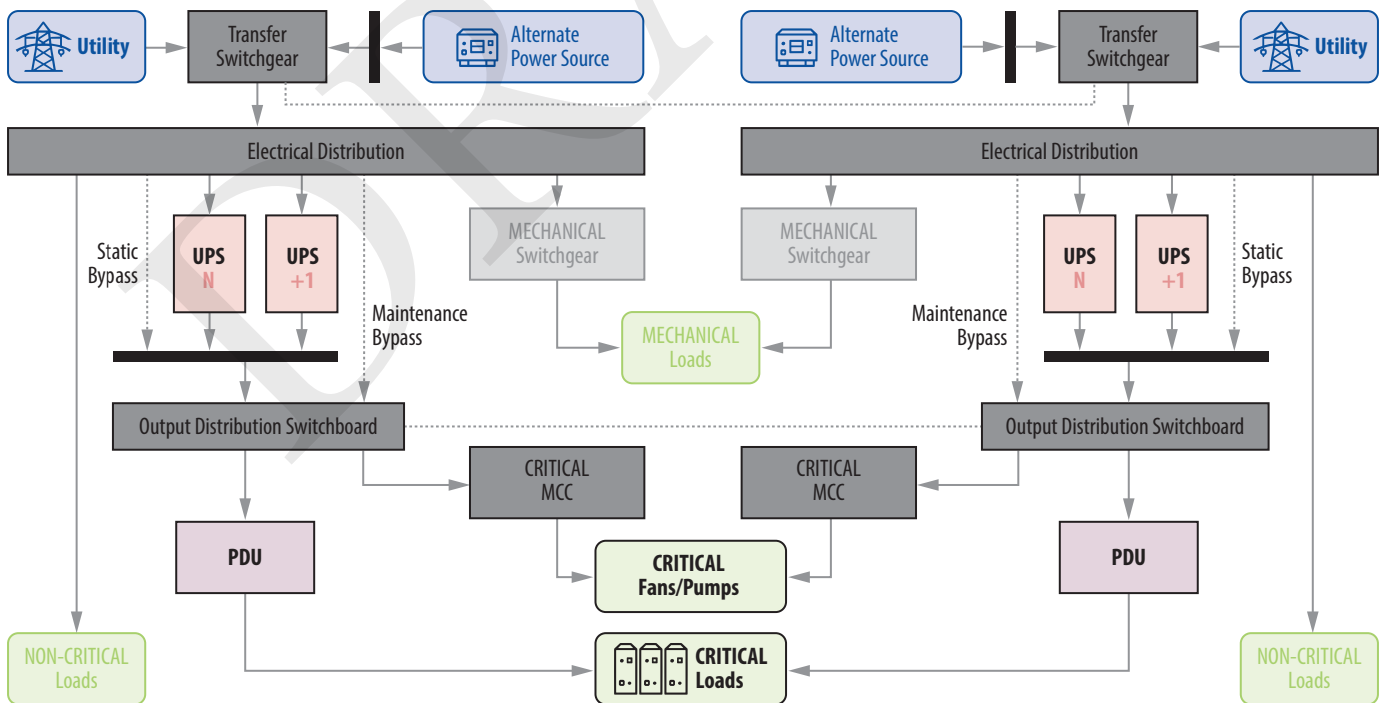 Utility
Transfer
Switchgear
Alternate
Power Source
Alternate
Power Source
Transfer
Switchgear
Utility
Electrical Distribution
Electrical Distribution
Static
Bypass
UPS
N
UPS
+1
Maintenance
Bypass
MECHANICAL
Switchgear
MECHANICAL
Switchgear
Maintenance
Bypass
UPS
N
UPS
+1
Static
Bypass
MECHANICAL
Loads
Output Distribution Switchboard
Output Distribution Switchboard
CRITICAL
MCC
CRITICAL
MCC
PDU
CRITICAL
Fans/Pumps
PDU
NON-CRITICAL
Loads
CRITICAL
Loads
NON-CRITICAL
Loads